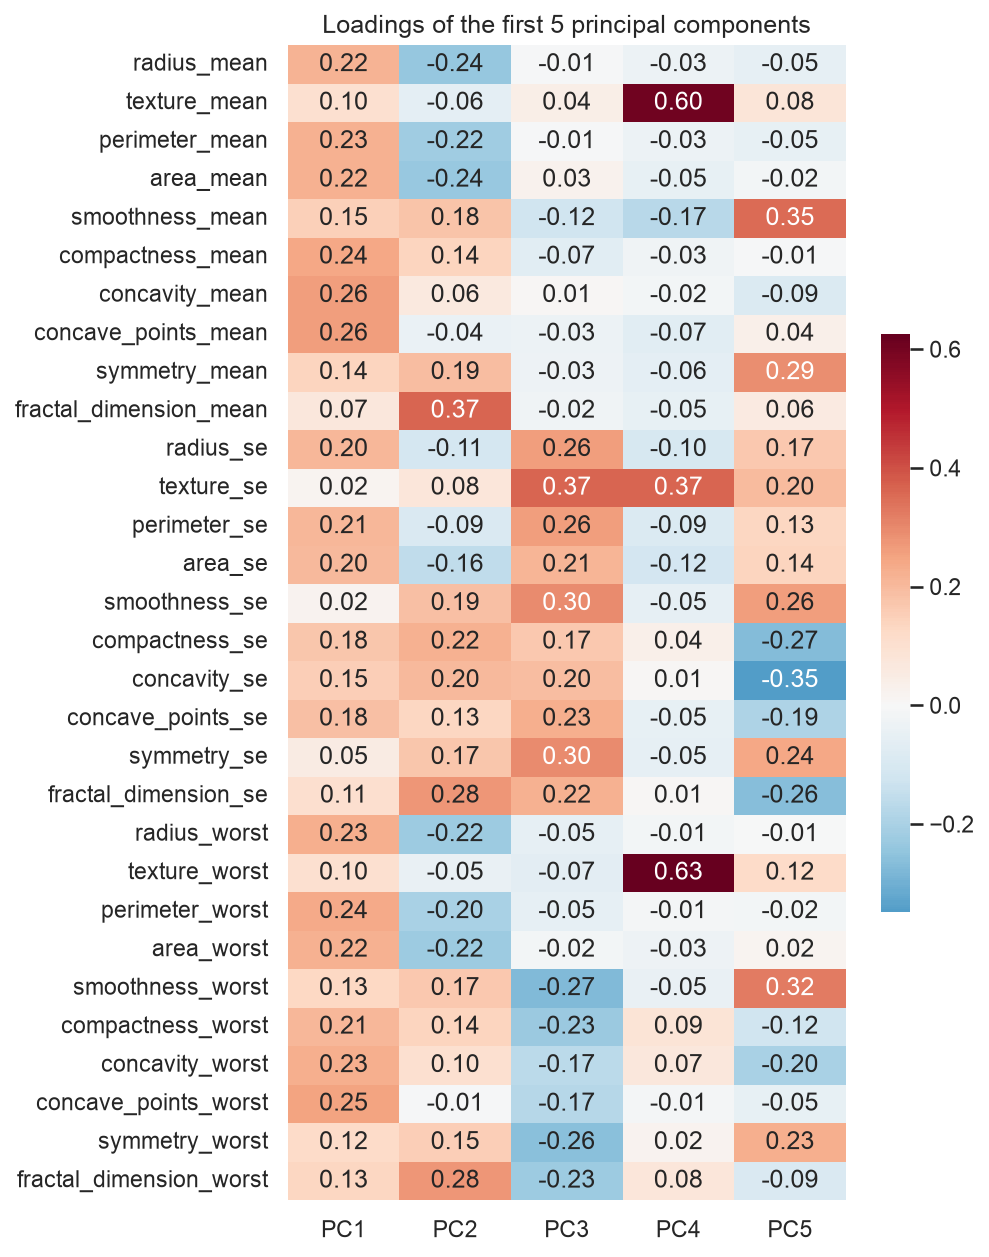 Loadings of the first 5 principal components
radius_mean 0.22 -0.24 -0.01 -0.03 -0.05
texture_mean 0.10 -0.06 0.04 0.60 0.08
perimeter_mean 0.23 -0.22 -0.01 -0.03 -0.05
area_mean 0.22 -0.24 0.03 -0.05 -0.02
smoothness_mean 0.15 0.18 -0.12 -0.17 0.35
compactness_mean 0.24 0.14 -0.07 -0.03 -0.01
concavity_mean 0.26 0.06 0.01 -0.02 -0.09
concave_points_mean 0.26 -0.04 -0.03 -0.07 0.04
symmetry_mean 0.14 0.19 -0.03 -0.06 0.29
fractal_dimension_mean 0.07 0.37 -0.02 -0.05 0.06
radius_se 0.20 -0.11 0.26 -0.10 0.17
texture_se 0.02 0.08 0.37 0.37 0.20
perimeter_se 0.21 -0.09 0.26 -0.09 0.13
area_se 0.20 -0.16 0.21 -0.12 0.14
smoothness_se 0.02 0.19 0.30 -0.05 0.26
compactness_se 0.18 0.22 0.17 0.04 -0.27
concavity_se 0.15 0.20 0.20 0.01 -0.35
concave_points_se 0.18 0.13 0.23 -0.05 -0.19
symmetry_se 0.05 0.17 0.30 -0.05 0.24
fractal_dimension_se 0.11 0.28 0.22 0.01 -0.26
radius_worst 0.23 -0.22 -0.05 -0.01 -0.01
texture_worst 0.10 -0.05 -0.07 0.63 0.12
perimeter_worst 0.24 -0.20 -0.05 -0.01 -0.02
area_worst 0.22 -0.22 -0.02 -0.03 0.02
smoothness_worst 0.13 0.17 -0.27 -0.05 0.32
compactness_worst 0.21 0.14 -0.23 0.09 -0.12
concavity_worst 0.23 0.10 -0.17 0.07 -0.20
concave_points_worst 0.25 -0.01 -0.17 -0.01 -0.05
symmetry_worst 0.12 0.15 -0.26 0.02 0.23
fractal_dimension_worst 0.13 0.28 -0.23 0.08 -0.09
PC1 PC2 PC3 PC4 PC5
0.6
0.4
0.2
0.0
−0.2